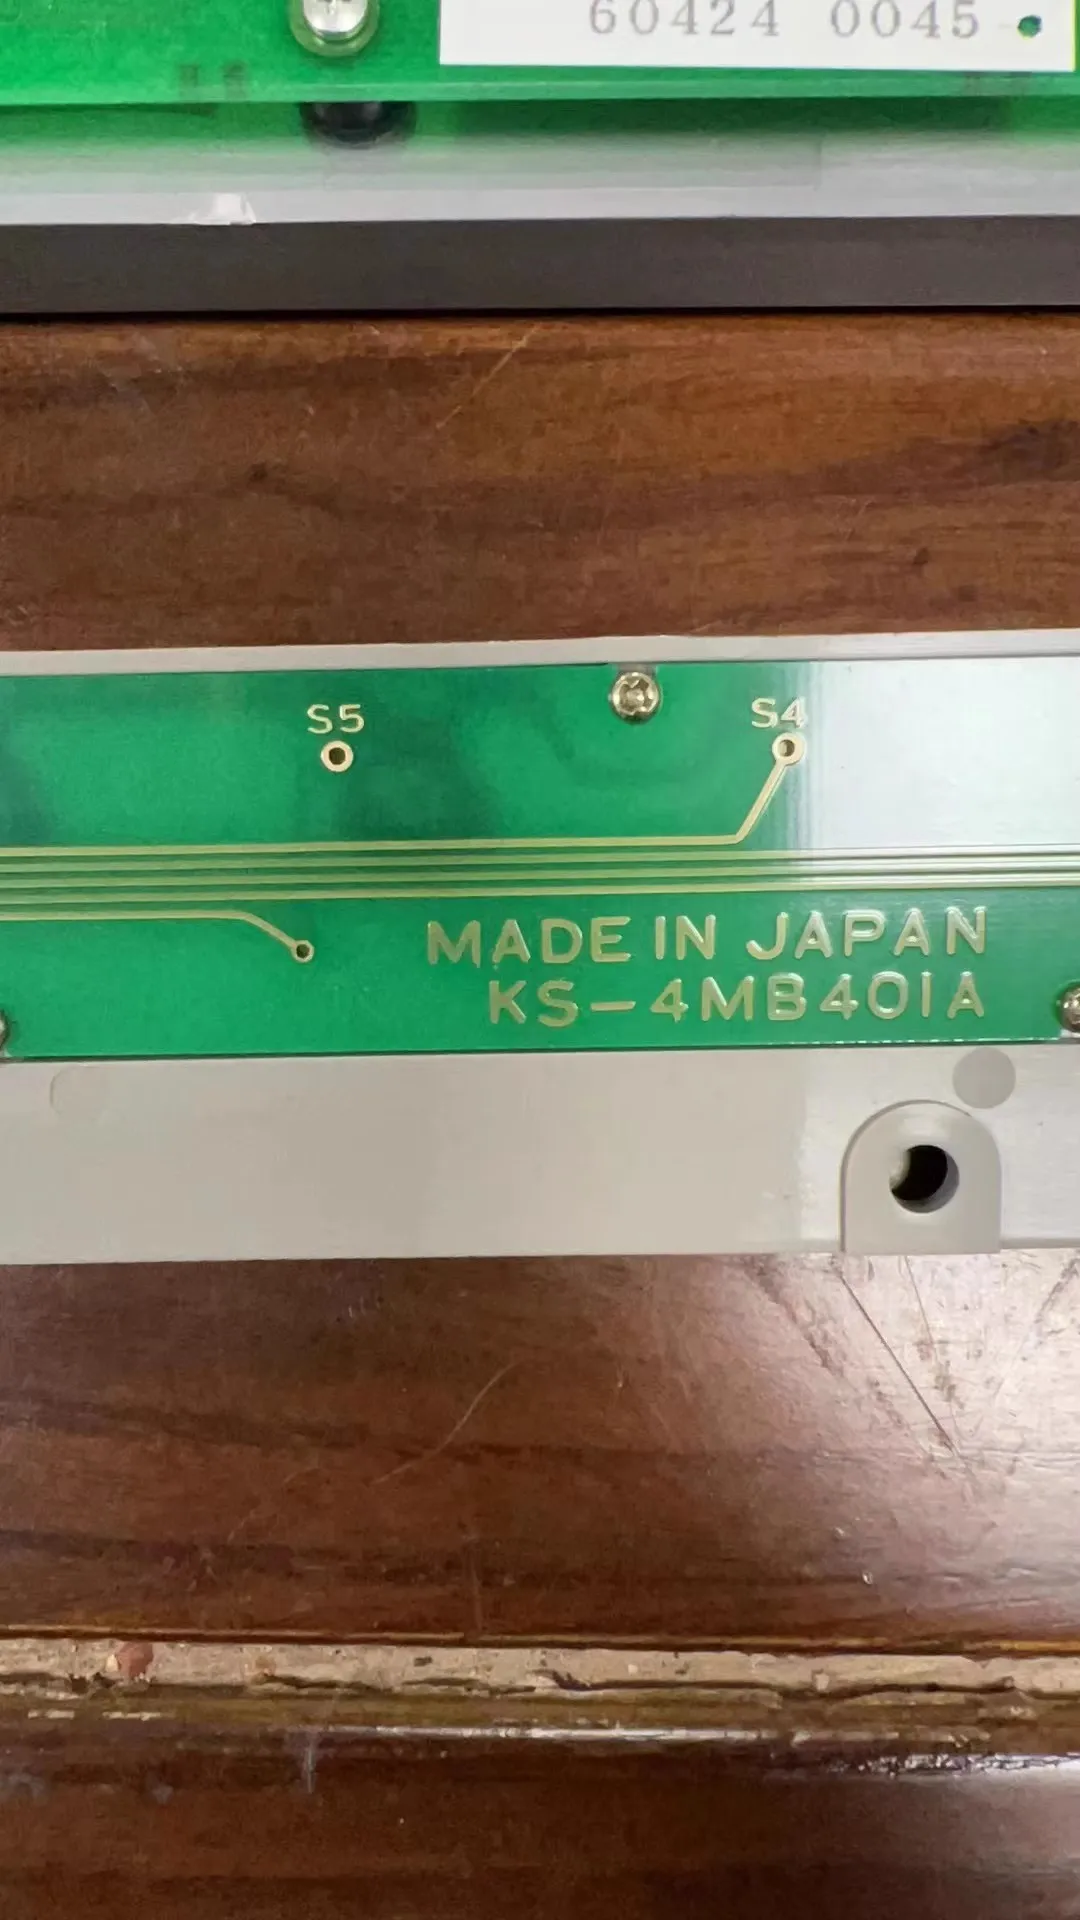 60424 0045
S5
S4
MADE IN JAPAN
KS-4MB401A